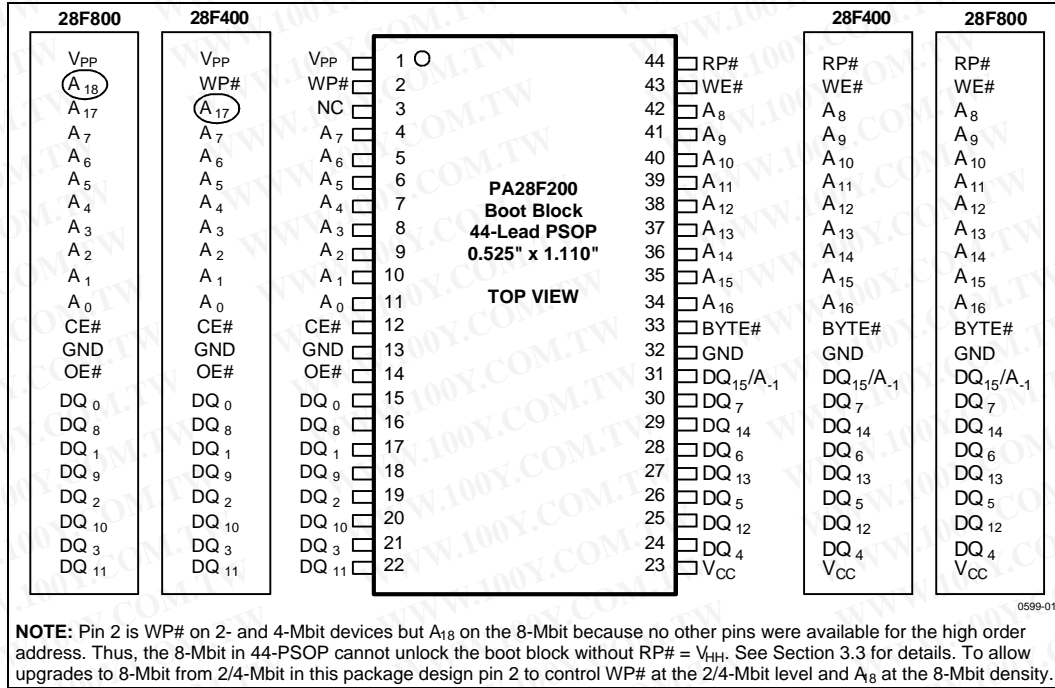 28F800 28F400 28F400 28F800
VPP VPP VPP 1 44 RP# RP# RP#
A18 WP# WP# 2 43 WE# WE# WE#
A17 A17 NC 3 42 A8 A8 A8
A7 A7 A7 4 41 A9 A9 A9
A6 A6 A6 5 40 A10 A10 A10
A5 A5 A5 6 39 A11 A11 A11
A4 A4 A4 7 PA28F200 38 A12 A12 A12
A3 A3 A3 8 Boot Block 37 A13 A13 A13
A2 A2 A2 9 44-Lead PSOP 36 A14 A14 A14
A1 A1 A1 10 0.525" x 1.110" 35 A15 A15 A15
A0 A0 A0 11 TOP VIEW 34 A16 A16 A16
CE# CE# CE# 12 33 BYTE# BYTE# BYTE#
GND GND GND 13 32 GND GND GND
OE# OE# OE# 14 31 DQ15/A-1 DQ15/A-1 DQ15/A-1
DQ0 DQ0 DQ0 15 30 DQ7 DQ7 DQ7
DQ8 DQ8 DQ8 16 29 DQ14 DQ14 DQ14
DQ1 DQ1 DQ1 17 28 DQ6 DQ6 DQ6
DQ9 DQ9 DQ9 18 27 DQ13 DQ13 DQ13
DQ2 DQ2 DQ2 19 26 DQ5 DQ5 DQ5
DQ10 DQ10 DQ10 20 25 DQ12 DQ12 DQ12
DQ3 DQ3 DQ3 21 24 DQ4 DQ4 DQ4
DQ11 DQ11 DQ11 22 23 VCC VCC VCC
0599-01
NOTE: Pin 2 is WP# on 2- and 4-Mbit devices but A18 on the 8-Mbit because no other pins were available for the high order
address. Thus, the 8-Mbit in 44-PSOP cannot unlock the boot block without RP# = VHH. See Section 3.3 for details. To allow
upgrades to 8-Mbit from 2/4-Mbit in this package design pin 2 to control WP# at the 2/4-Mbit level and A18 at the 8-Mbit density.
WWW.100Y.COM.TW